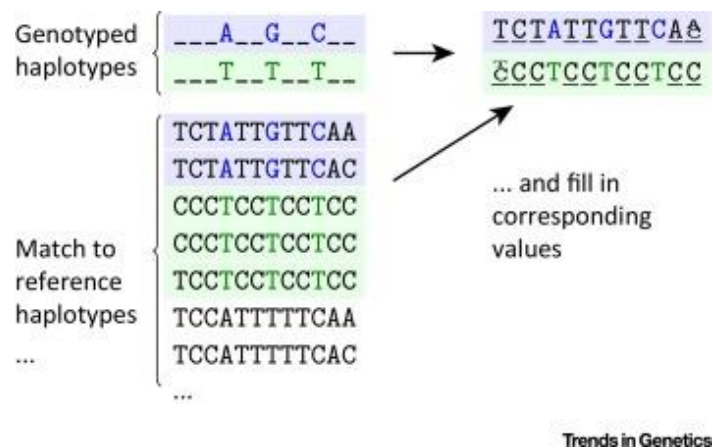 Genotyped
haplotypes
___A__G__C__
___T__T__T__
TCTATTGTTCA
CCTCCTCCTCC
Match to
reference
haplotypes
...
TCTATTGTTCAA
TCTATTGTTCAC
CCCTCCTCCTCC
CCCTCCTCCTCC
TCCTCCTCCTCC
TCCATTTTTCAA
TCCATTTTTCAC
...
... and fill in
corresponding
values
Trends in Genetics